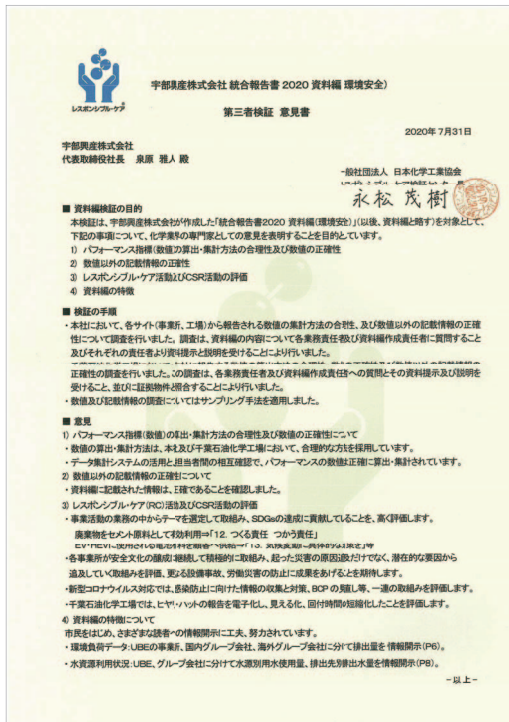 レスポンシブル・ケア®
宇部興産株式会社 統合報告書 2020 資料編 環境安全）
第三者検証 意見書
2020年7月31日
宇部興産株式会社
代表取締役社長 泉原 雅人 殿
一般社団法人 日本化学工業協会
永松 茂樹
■ 資料編検証の目的
本検証は、宇部興産株式会社が作成した「統合報告書2020 資料編（環境安全）」（以後、資料編と略す）を対象として、
下記の事項について、化学業界の専門家としての意見を表明することを目的としています。
1) パフォーマンス指標（数値）の算出・集計方法の合理性及び数値の正確性
2) 数値以外の記載情報の正確性
3) レスポンシブル・ケア活動及びCSR活動の評価
4) 資料編の特徴
■ 検証の手順
・本社において、各サイト（事業所、工場）から報告される数値の集計方法の合理性、及び数値以外の記載情報の正確
性について調査を行いました。調査は、資料編の内容について各業務責任者及び資料編作成責任者に質問すること
及びそれぞれの責任者より資料提示と説明を受けることにより行いました。
正確性の調査を行いました。この調査は、各業務責任者及び資料編作成責任者への質問とその資料提示及び説明を
受けること、並びに証拠物件と照合することにより行いました。
・数値及び記載情報の調査についてはサンプリング手法を適用しました。
■ 意見
1) パフォーマンス指標（数値）の算出・集計方法の合理性及び数値の正確性について
・数値の算出・集計方法は、本社及び千葉石油化学工場において、合理的な方法を採用しています。
・データ集計システムの活用と担当者間の相互確認で、パフォーマンスの数値は正確に算出・集計されています。
2) 数値以外の記載情報の正確性について
・資料編に記載された情報は、正確であることを確認しました。
3) レスポンシブル・ケア(RC)活動及びCSR活動の評価
・事業活動の業務の中からテーマを選定して取組み、SDGsの達成に貢献していることを、高く評価します。
廃棄物をセメント原料として有効利用⇒「12. つくる責任 つかう責任」
・各事業所が安全文化の醸成に継続して積極的に取組み、起った災害の原因追及だけでなく、潜在的な要因から
追及していく取組みを評価、更なる設備事故、労働災害の防止に成果をあげることを期待します。
・新型コロナウイルス対応では、感染防止に向けた情報の収集と対策、BCPの見直し等、一連の取組みを評価します。
・千葉石油化学工場では、ヒヤリ・ハットの報告を電子化し、見える化、回付時間の短縮化したことを評価します。
4) 資料編の特徴について
市民をはじめ、さまざまな読者への情報開示に工夫、努力されています。
・環境負荷データ：UBEの事業所、国内グループ会社、海外グループ会社に分けて排出量を情報開示（P6）。
・水資源利用状況：UBE、グループ会社に分けて水源別用水使用量、排出先別排出水量を情報開示（P8）。
－以上－